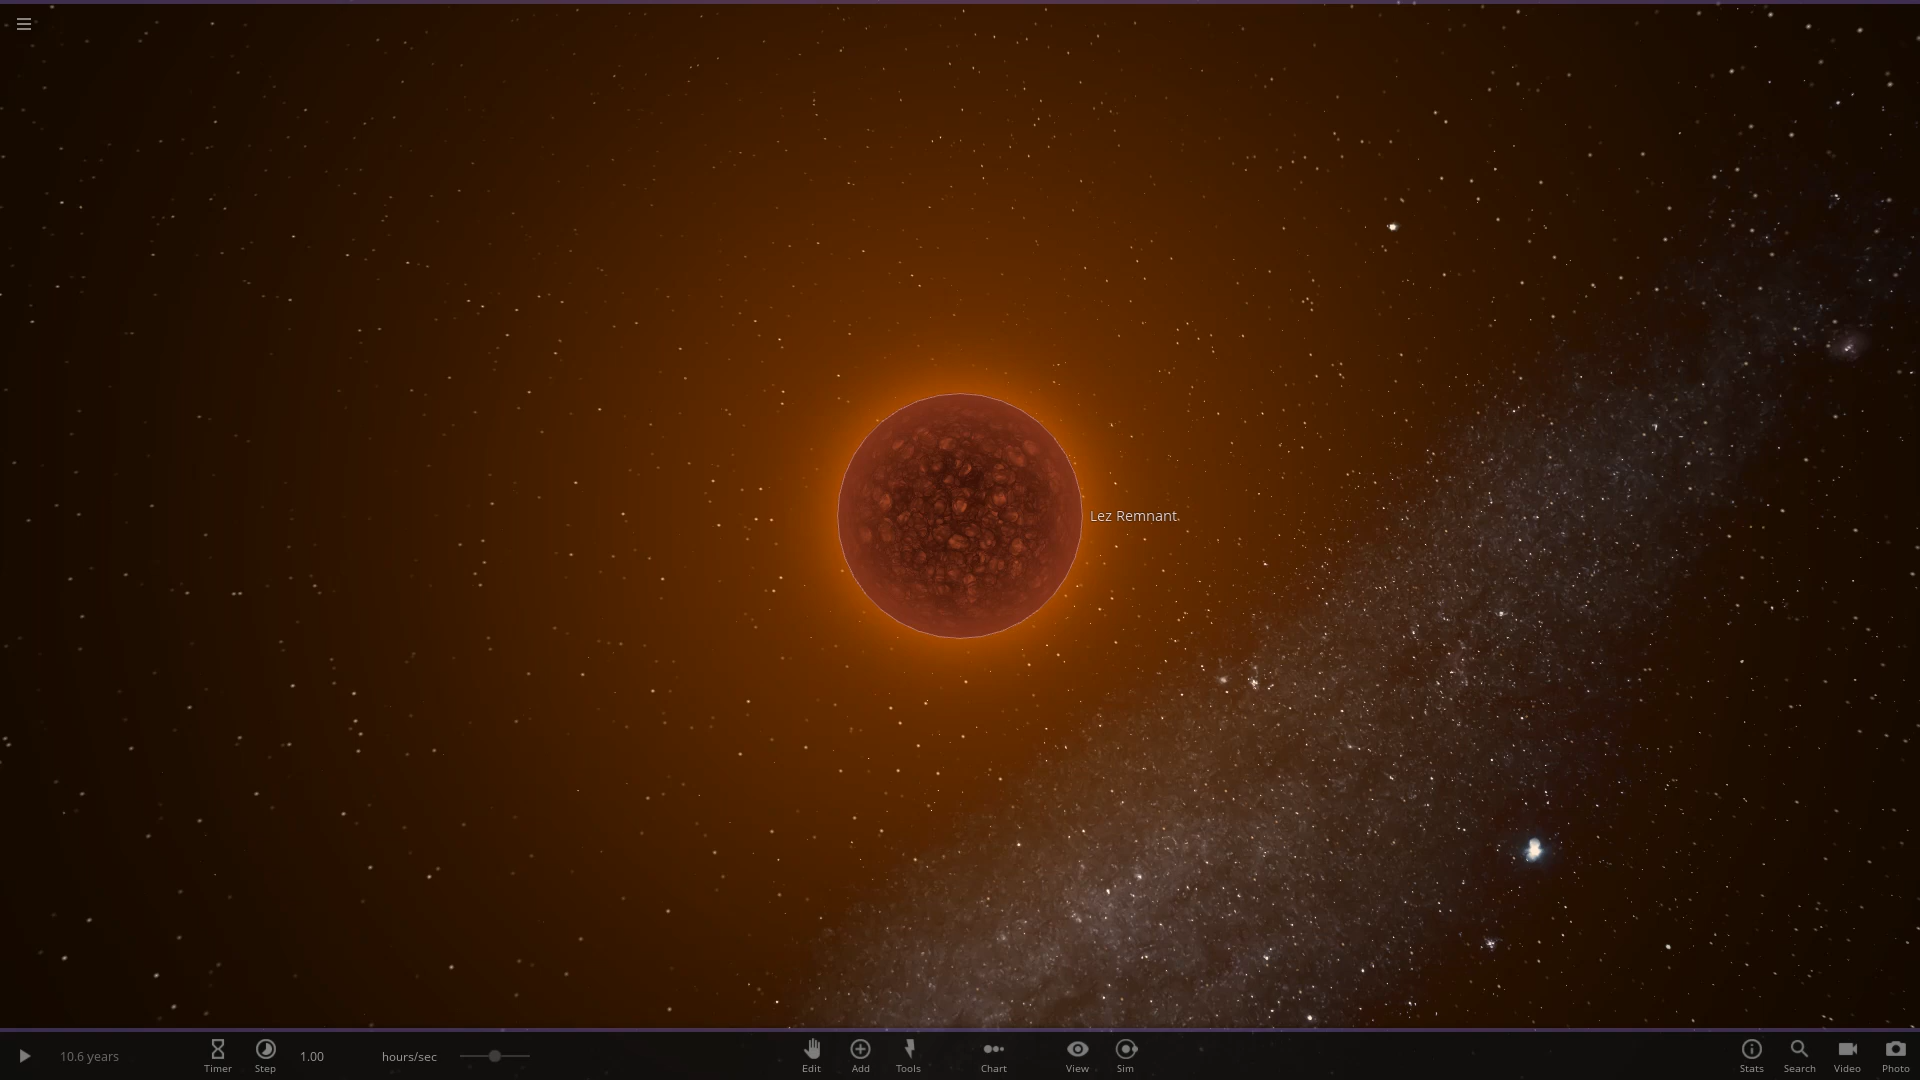 Lez Remnant
10.6 years
Timer
Step
1.00
hours/sec
Edit
Add
Tools
Chart
View
Sim
Stats
Search
Video
Photo